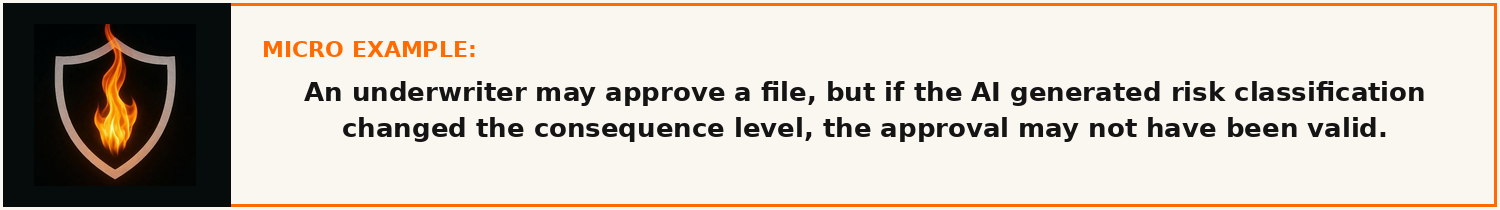 MICRO EXAMPLE:
An underwriter may approve a file, but if the AI generated risk classification
changed the consequence level, the approval may not have been valid.